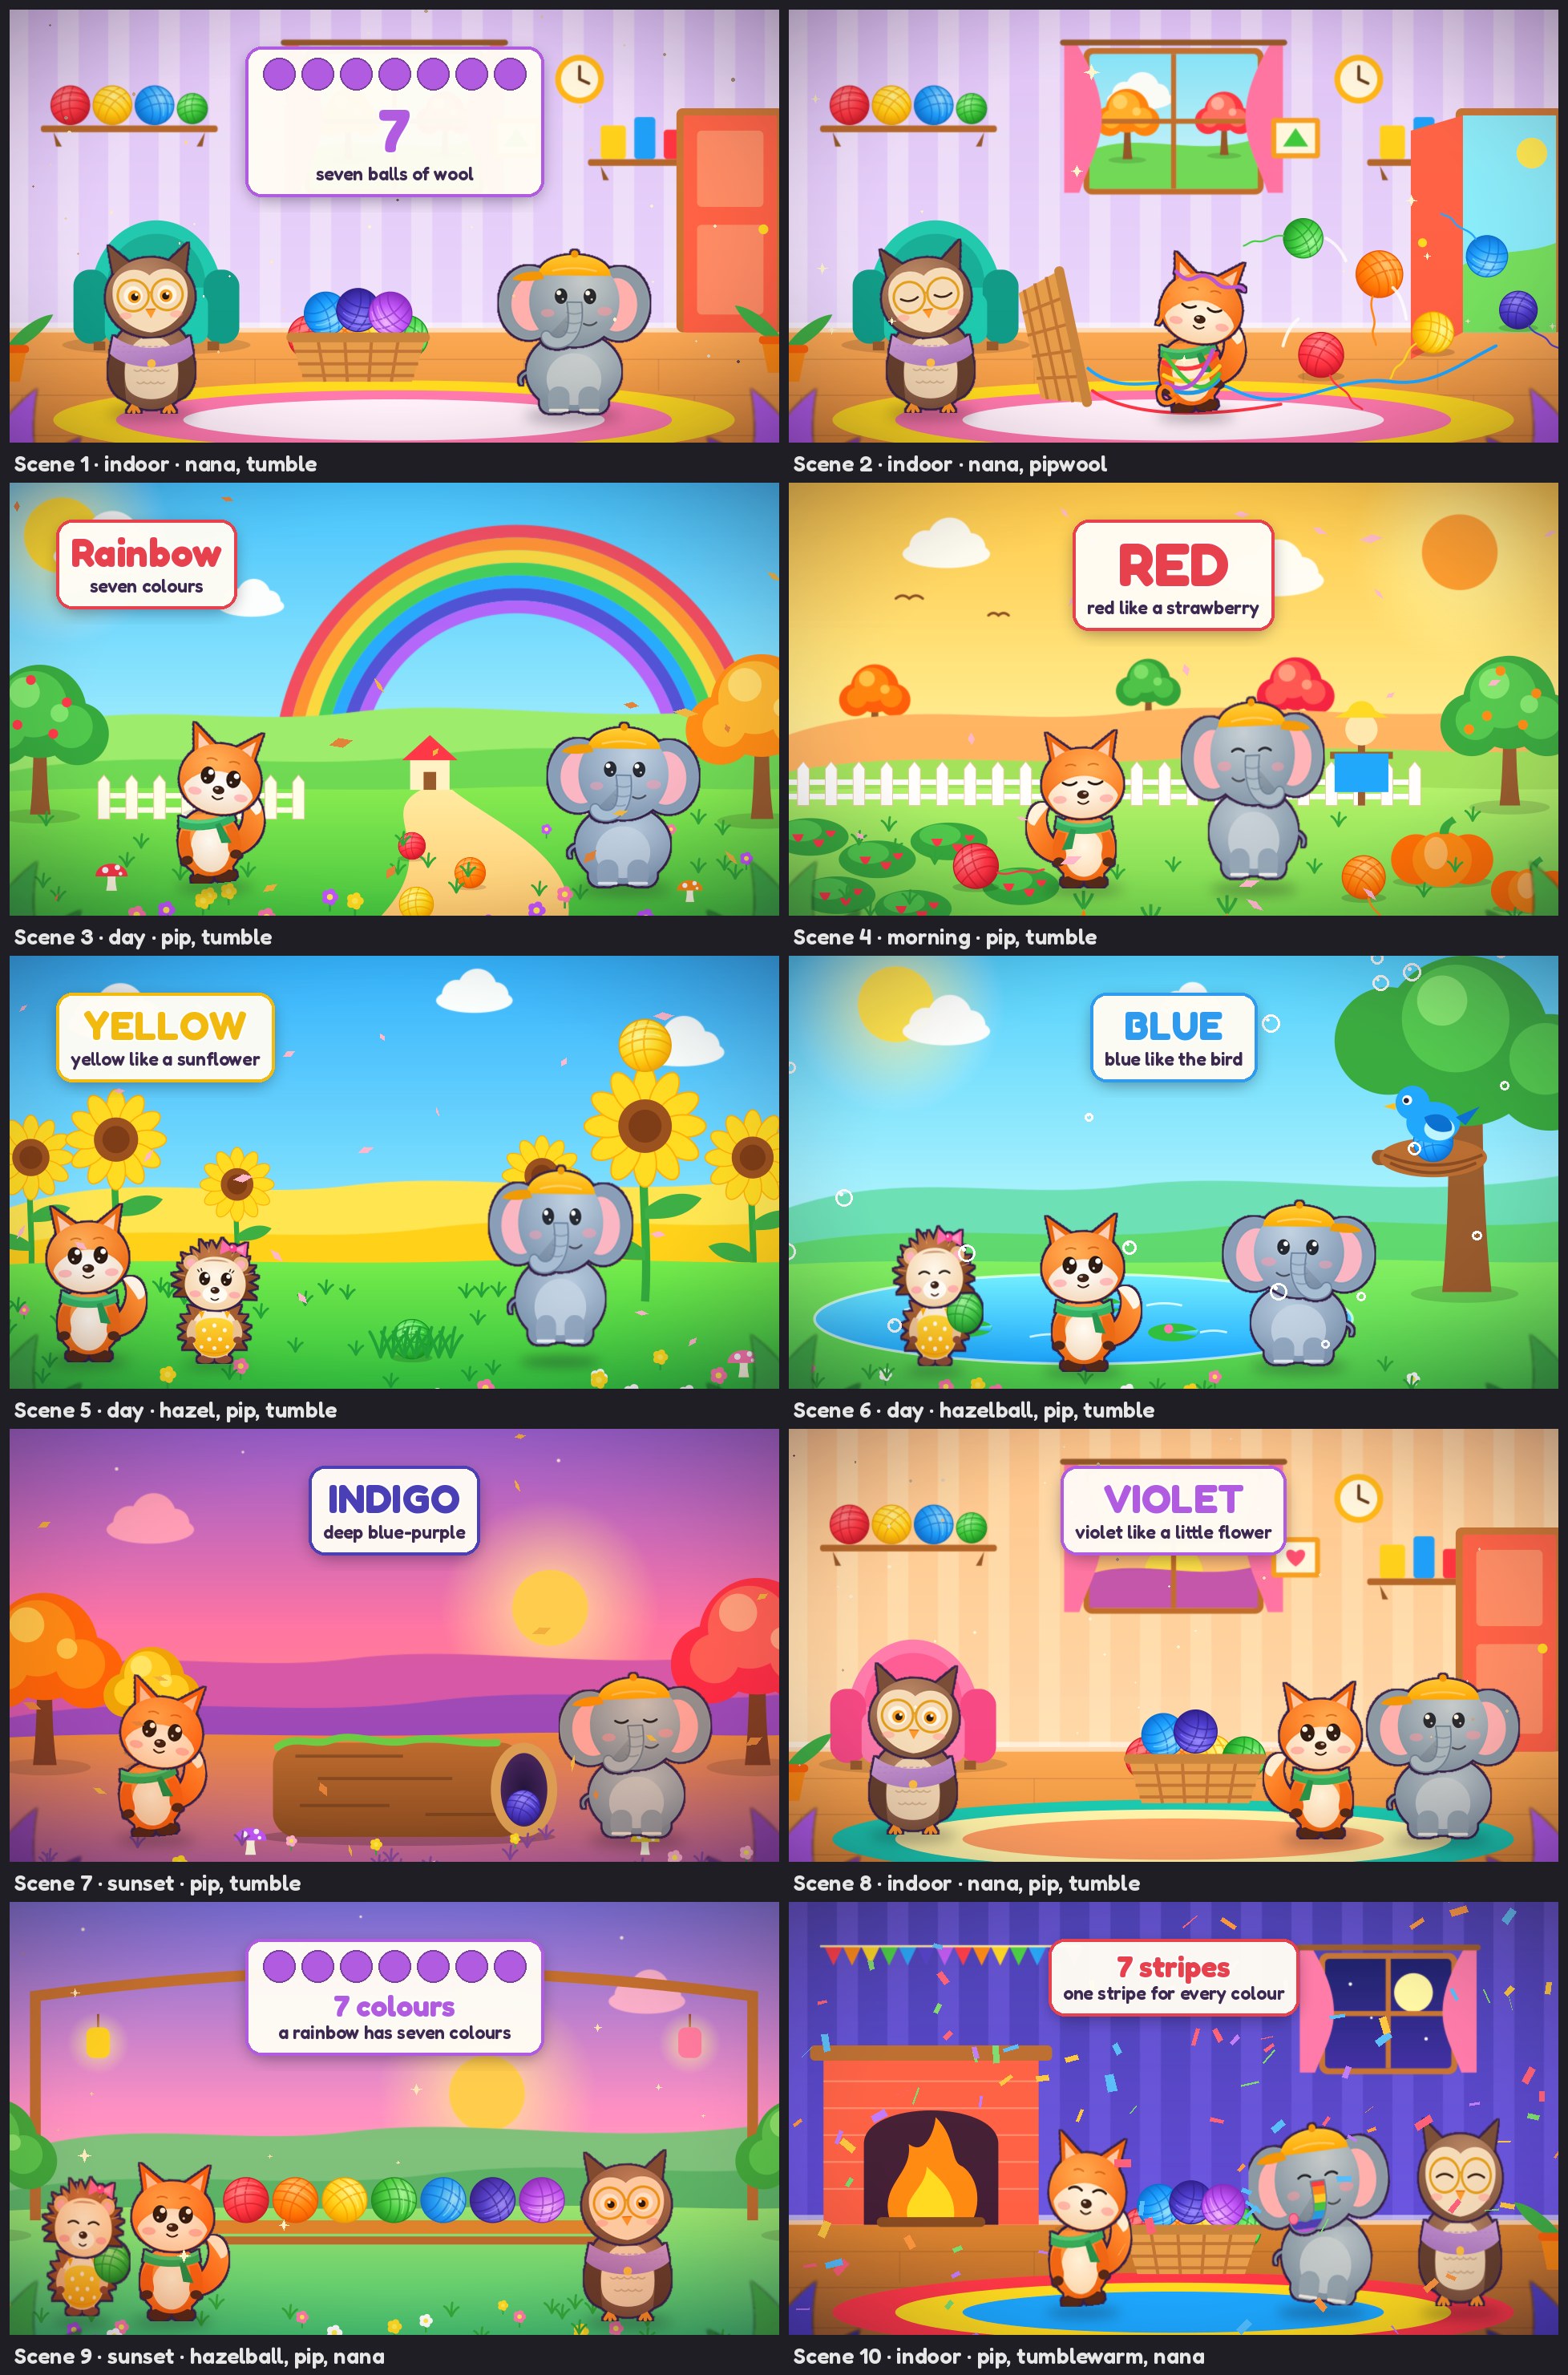 7
seven balls of wool
Scene 1 · indoor · nana, tumble
Scene 2 · indoor · nana, pipwool
Rainbow
seven colours
Scene 3 · day · pip, tumble
RED
red like a strawberry
Scene 4 · morning · pip, tumble
YELLOW
yellow like a sunflower
Scene 5 · day · hazel, pip, tumble
BLUE
blue like the bird
Scene 6 · day · hazelball, pip, tumble
INDIGO
deep blue-purple
Scene 7 · sunset · pip, tumble
VIOLET
violet like a little flower
Scene 8 · indoor · nana, pip, tumble
7 colours
a rainbow has seven colours
Scene 9 · sunset · hazelball, pip, nana
7 stripes
one stripe for every colour
Scene 10 · indoor · pip, tumblewarm, nana